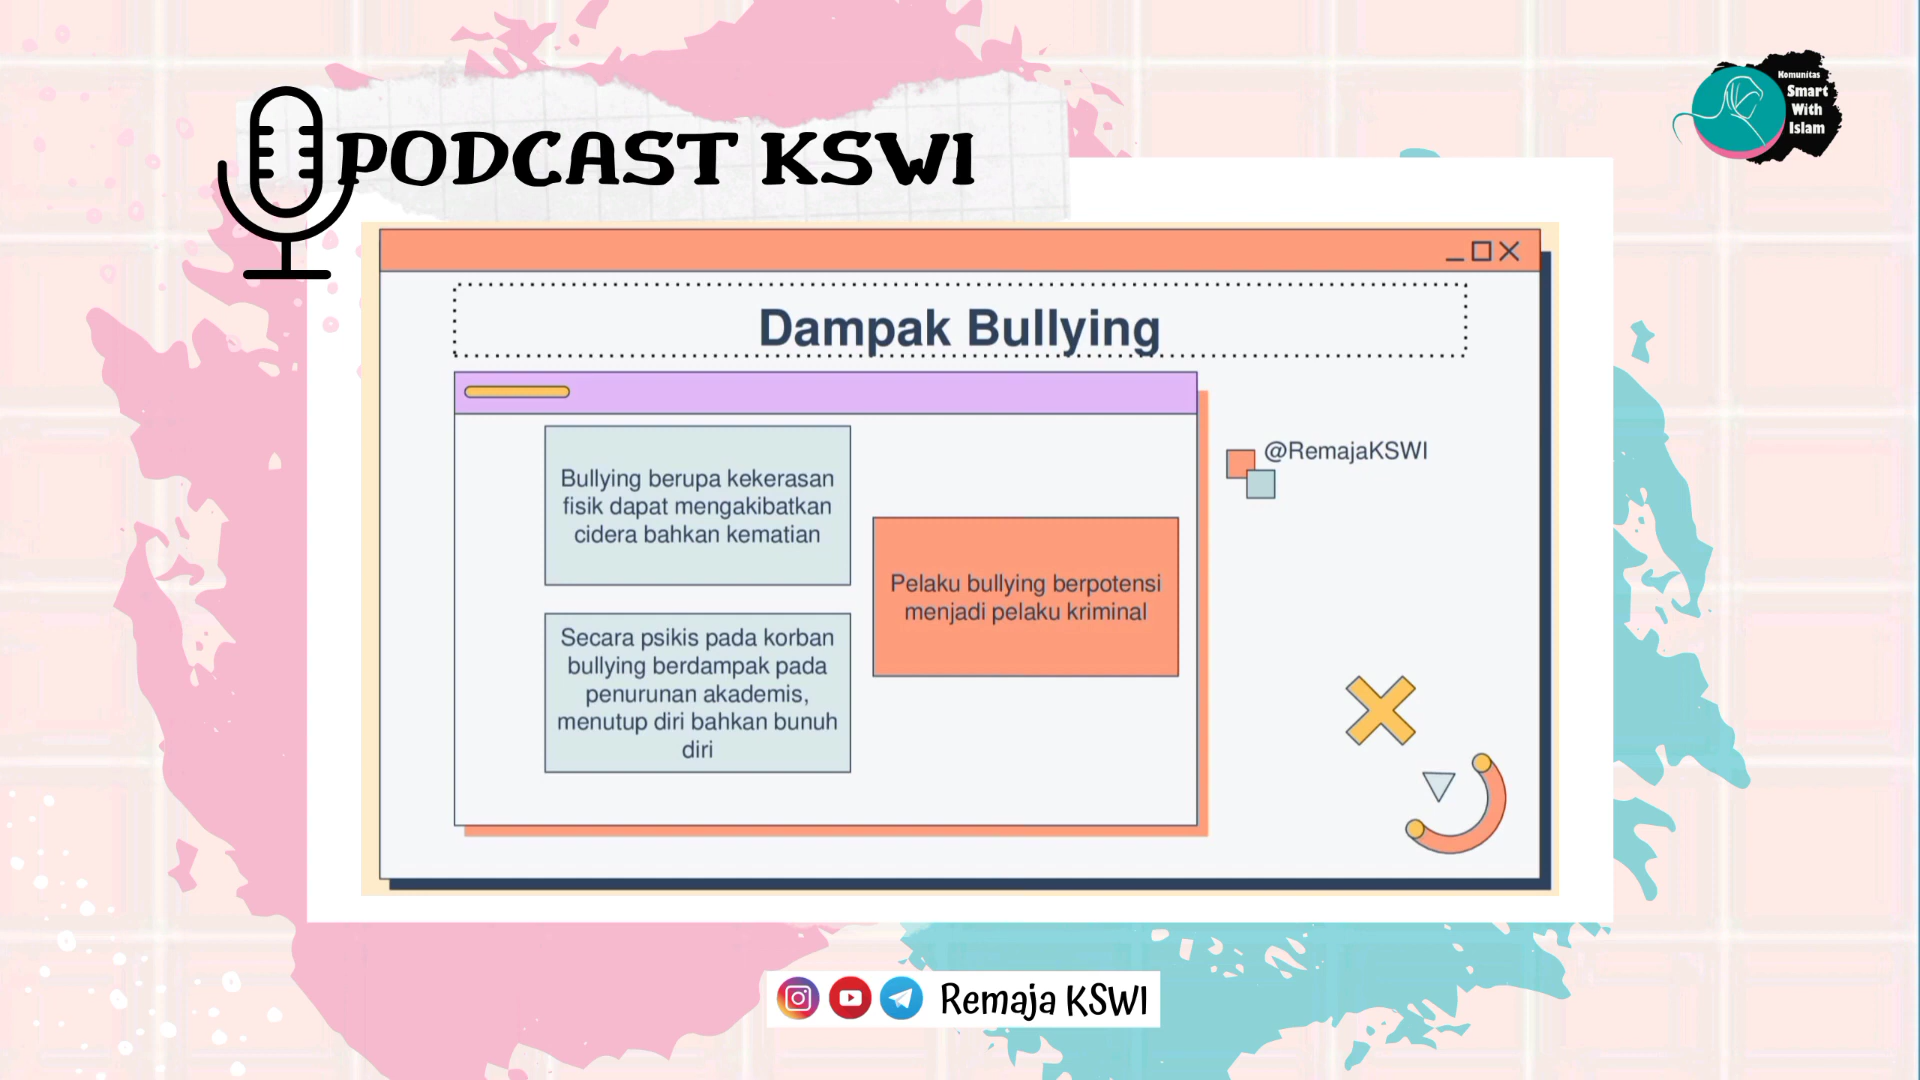 PODCAST KSWI
Komunitas
Smart
With
Islam
Dampak Bullying
Bullying berupa kekerasan
fisik dapat mengakibatkan
cidera bahkan kematian
Secara psikis pada korban
bullying berdampak pada
penurunan akademis,
menutup diri bahkan bunuh
diri
Pelaku bullying berpotensi
menjadi pelaku kriminal
@RemajaKSWI
Remaja KSWI